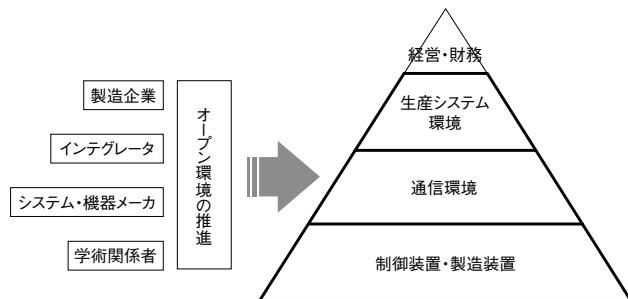 製造企業
インテグレータ
システム・機器メーカ
学術関係者
オープン環境の推進
経営・財務
生産システム
環境
通信環境
制御装置・製造装置